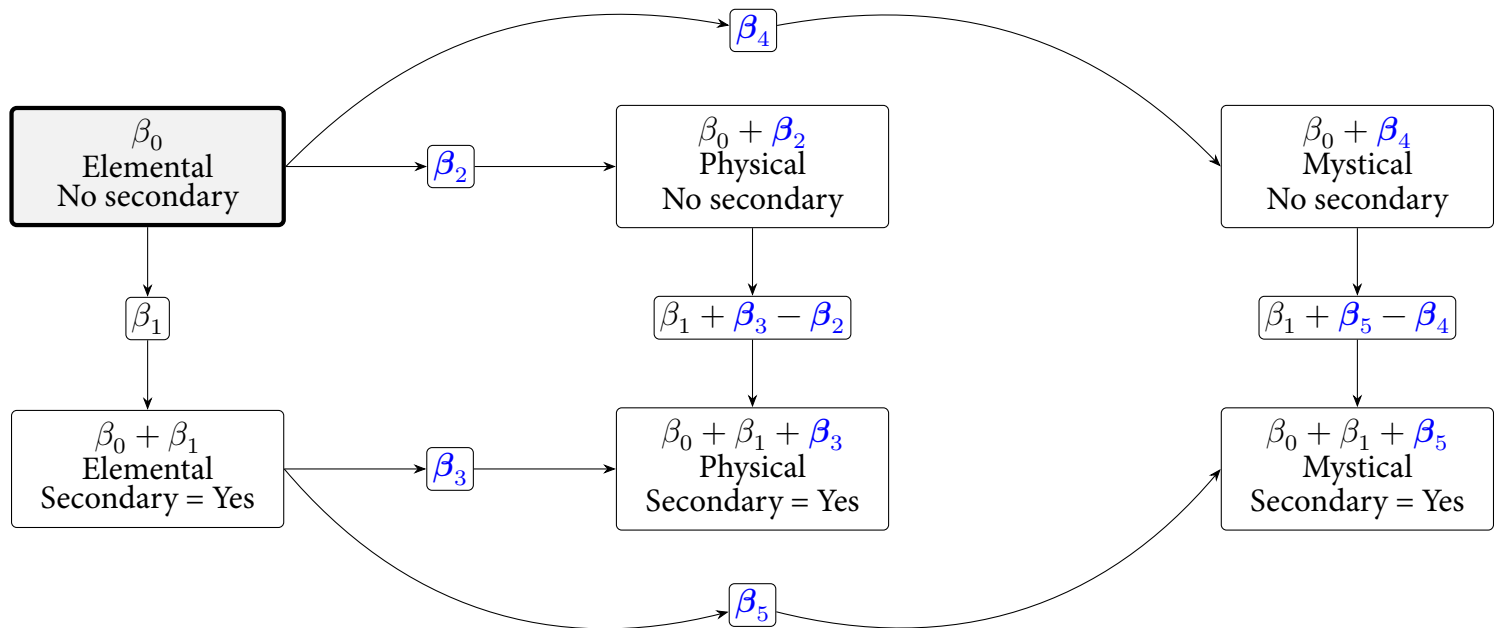 β₄
β₀
Elemental
No secondary
β₂
β₀ + β₂
Physical
No secondary
β₀ + β₄
Mystical
No secondary
β₁
β₁ + β₃ − β₂
β₁ + β₅ − β₄
β₀ + β₁
Elemental
Secondary = Yes
β₃
β₀ + β₁ + β₃
Physical
Secondary = Yes
β₀ + β₁ + β₅
Mystical
Secondary = Yes
β₅